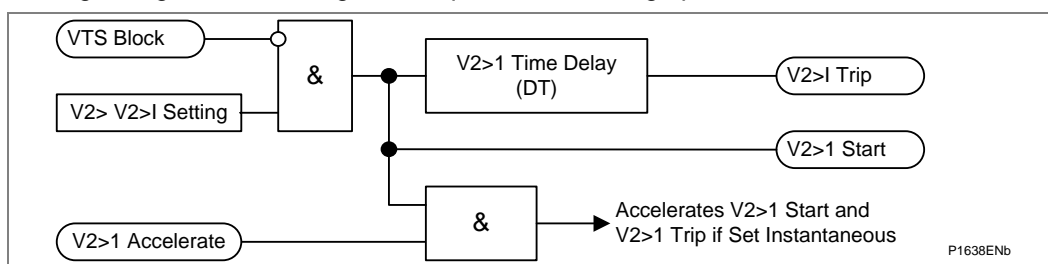 VTS Block
&
V2>1 Time Delay
(DT)
V2>I Trip
V2> V2>I Setting
V2>1 Start
&
Accelerates V2>1 Start and
V2>1 Trip if Set Instantaneous
V2>1 Accelerate
P1638ENb